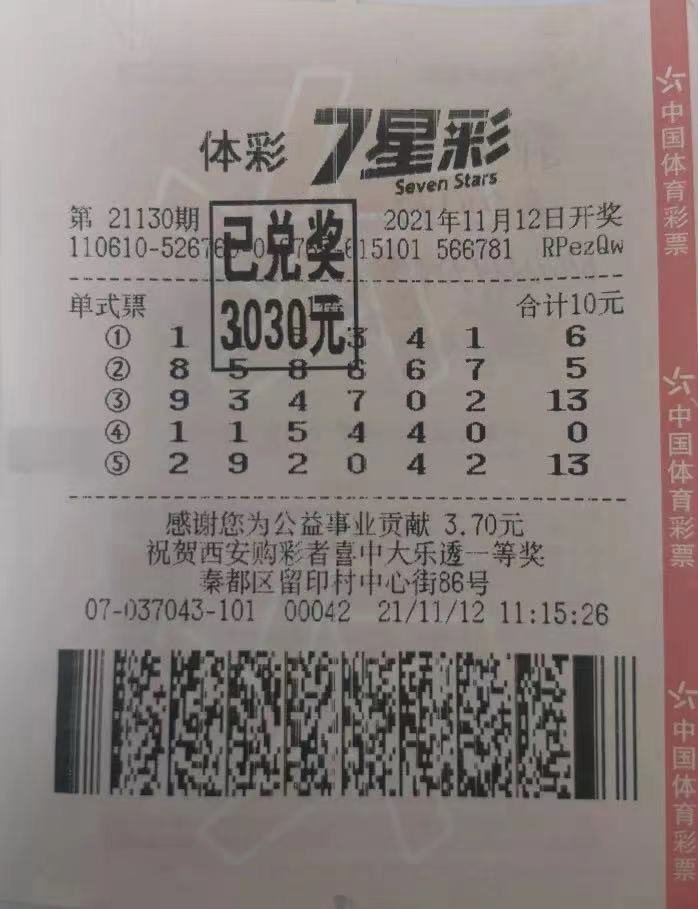 体彩 7星彩
Seven Stars
第 21130期 2021年11月12日开奖
已兑奖
3030元
615101 566781 RPezQw
单式票 合计10元
① 1 3 4 1 6
② 8 5 8 6 6 7 5
③ 9 3 4 7 0 2 13
④ 1 1 5 4 4 0 0
⑤ 2 9 2 0 4 2 13
感谢您为公益事业贡献 3.70元
祝贺西安购彩者喜中大乐透一等奖
秦都区留印村中心街86号
07-037043-101 00042 21/11/12 11:15:26
中国体育彩票
中国体育彩票
中国体育彩票